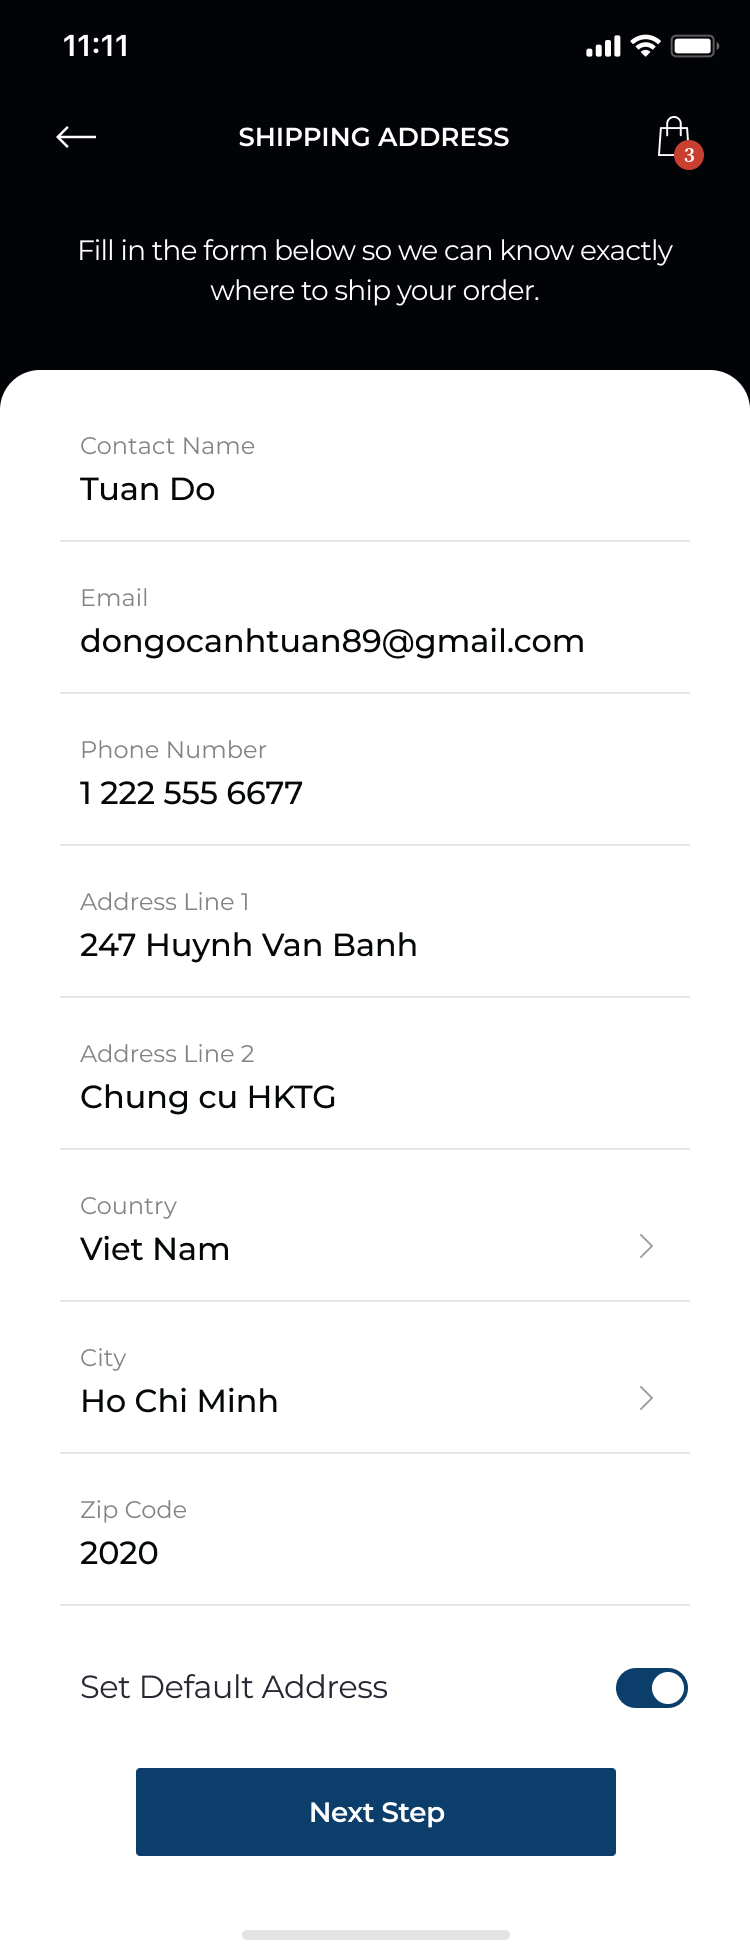 11:11
SHIPPING ADDRESS
3
Fill in the form below so we can know exactly
where to ship your order.
Contact Name
Tuan Do
Email
dongocanhtuan89@gmail.com
Phone Number
1 222 555 6677
Address Line 1
247 Huynh Van Banh
Address Line 2
Chung cu HKTG
Country
Viet Nam
City
Ho Chi Minh
Zip Code
2020
Set Default Address
Next Step